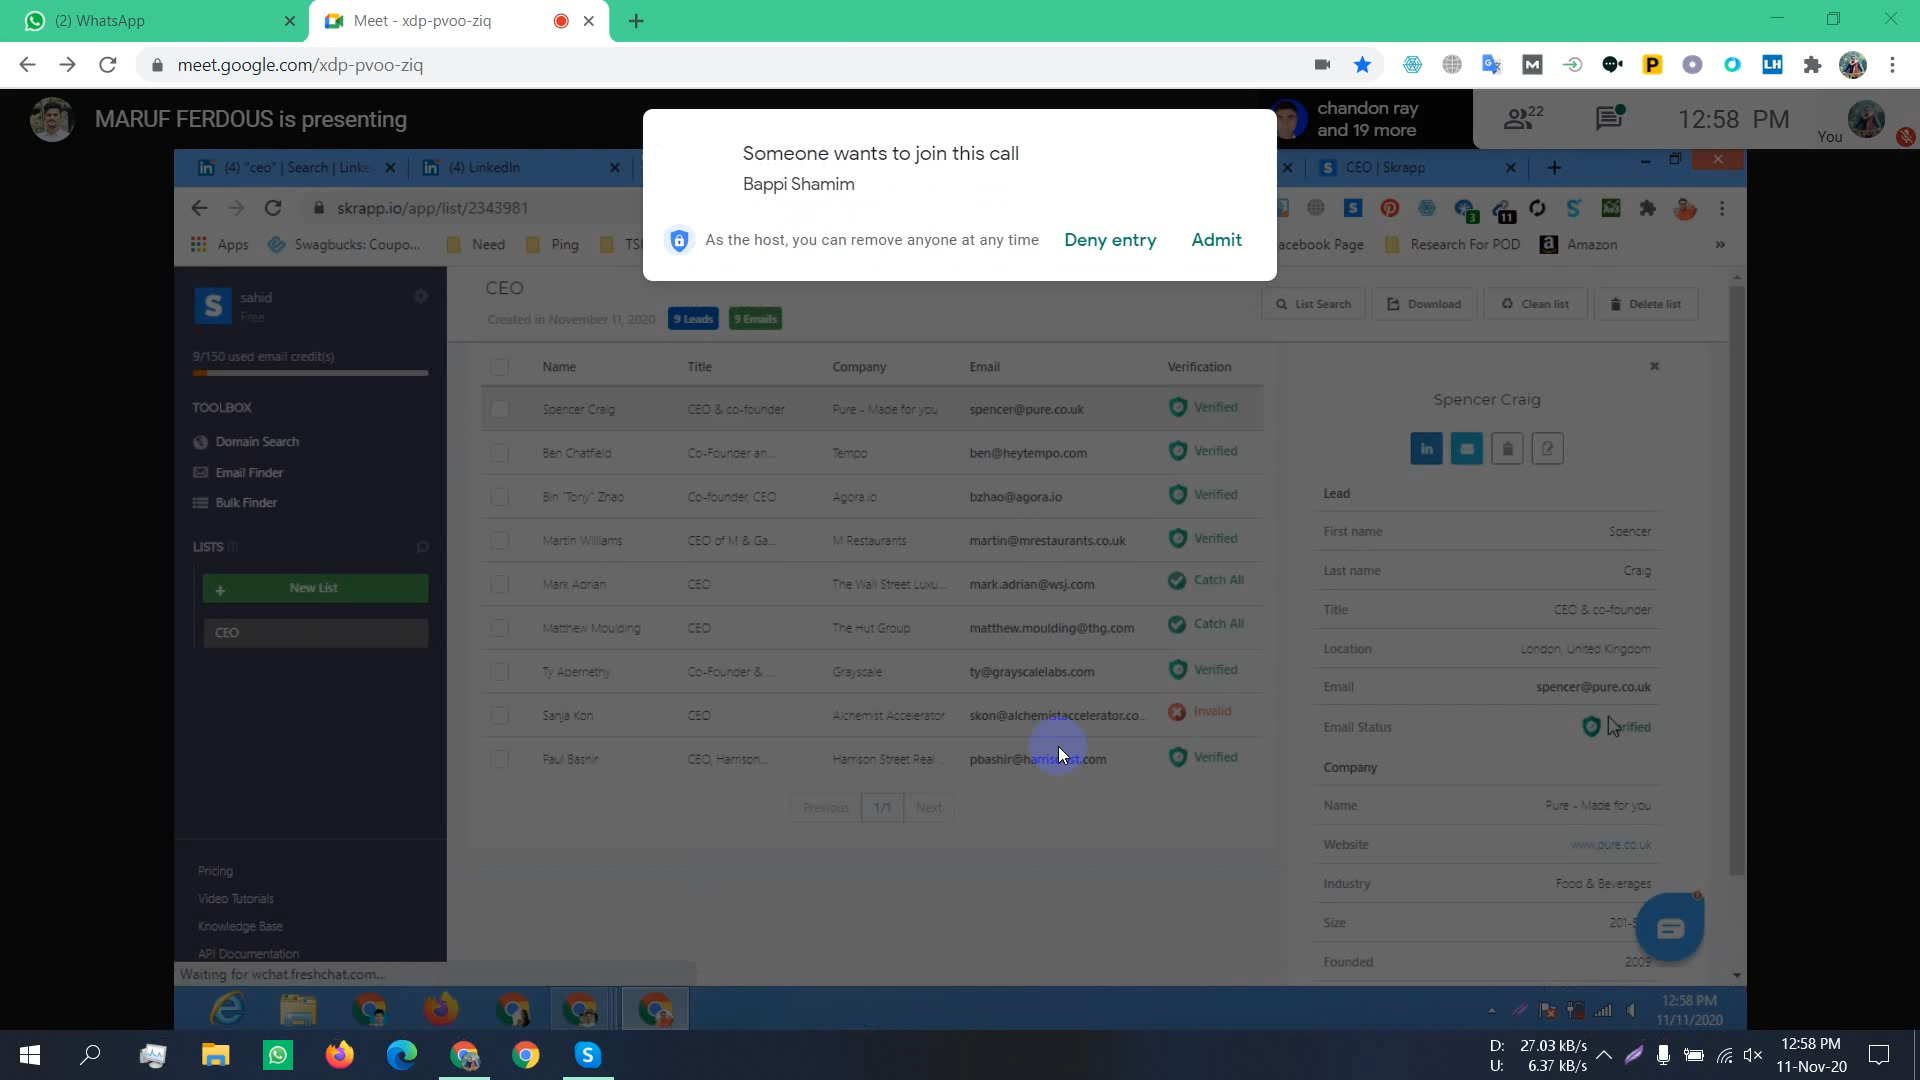 (2) WhatsApp
Meet - xdp-pvoo-ziq
meet.google.com/xdp-pvoo-ziq
MARUF FERDOUS is presenting
chandon ray
and 19 more
22
12:58 PM
You
Someone wants to join this call
Bappi Shamim
As the host, you can remove anyone at any time
Deny entry
Admit
(4) "ceo" | Search | Linke
(4) LinkedIn
CEO | Skrapp
skrapp.io/app/list/2343981
3
11
Apps
Swagbucks: Coupo...
Need
Ping
acebook Page
Research For POD
Amazon
»
sahid
Free
9/150 used email credit(s)
TOOLBOX
Domain Search
Email Finder
Bulk Finder
LISTS (1)
New List
CEO
Pricing
Video Tutorials
Knowledge Base
API Documentation
Waiting for wchat.freshchat.com...
CEO
Created in November 11, 2020
9 Leads
9 Emails
List Search
Download
Clean list
Delete list
Name Title Company Email Verification
Spencer Craig CEO & co-founder Pure - Made for you spencer@pure.co.uk Verified
Ben Chatfield Co-Founder an... Tempo ben@heytempo.com Verified
Bin "Tony" Zhao Co-founder, CEO Agora.io bzhao@agora.io Verified
Martin Williams CEO of M & Ga... M Restaurants martin@mrestaurants.co.uk Verified
Mark Adrian CEO The Wall Street Luxu... mark.adrian@wsj.com Catch All
Matthew Moulding CEO The Hut Group matthew.moulding@thg.com Catch All
Ty Abernethy Co-Founder & ... Grayscale ty@grayscalelabs.com Verified
Sanja Kon CEO Alchemist Accelerator skon@alchemistaccelerator.co... Invalid
Paul Bashir CEO, Harrison... Harrison Street Real ... Verified
Previous 1/1 Next
Spencer Craig
Lead
First name Spencer
Last name Craig
Title CEO & co-founder
Location London, United Kingdom
Email spencer@pure.co.uk
Email Status
Company
Name Pure - Made for you
Website www.pure.co.uk
Industry Food & Beverages
Size
Founded 2009
12:58 PM
11/11/2020
D: 27.03 kB/s
U: 6.37 kB/s
12:58 PM
11-Nov-20